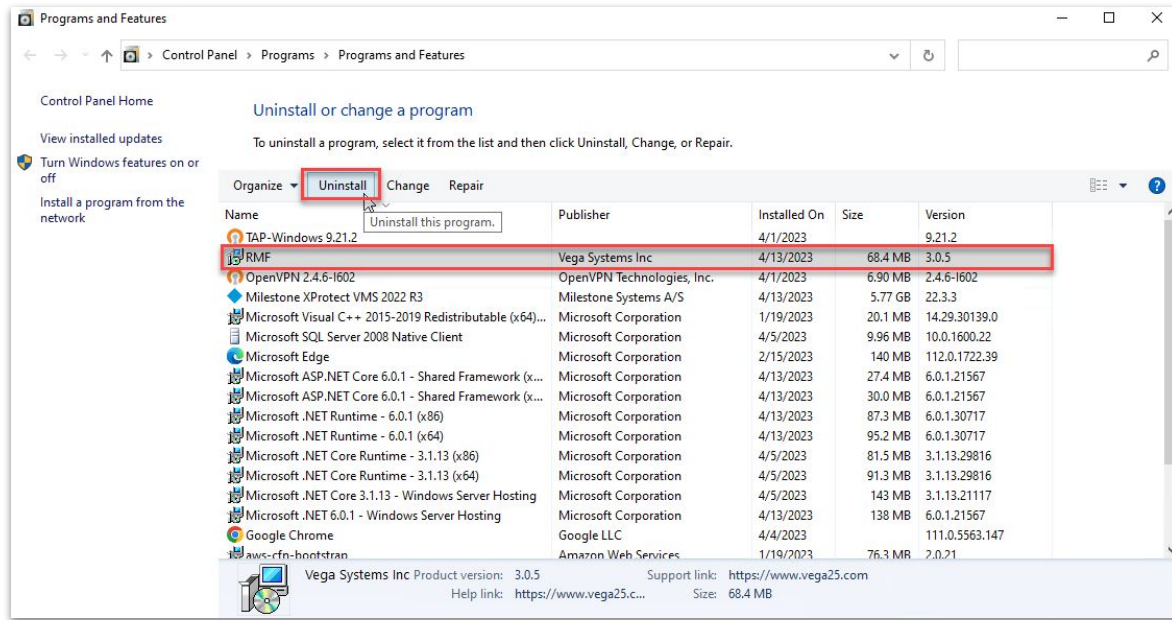 Programs and Features
Control Panel > Programs > Programs and Features
Control Panel Home
View installed updates
Turn Windows features on or
off
Install a program from the
network
Uninstall or change a program
To uninstall a program, select it from the list and then click Uninstall, Change, or Repair.
Organize Uninstall Change Repair
Uninstall this program.
Name Publisher Installed On Size Version
TAP-Windows 9.21.2 4/1/2023 9.21.2
RMF Vega Systems Inc 4/13/2023 68.4 MB 3.0.5
OpenVPN 2.4.6-I602 OpenVPN Technologies, Inc. 4/1/2023 6.90 MB 2.4.6-I602
Milestone XProtect VMS 2022 R3 Milestone Systems A/S 4/13/2023 5.77 GB 22.3.3
Microsoft Visual C++ 2015-2019 Redistributable (x64)... Microsoft Corporation 1/19/2023 20.1 MB 14.29.30139.0
Microsoft SQL Server 2008 Native Client Microsoft Corporation 4/5/2023 9.96 MB 10.0.1600.22
Microsoft Edge Microsoft Corporation 2/15/2023 140 MB 112.0.1722.39
Microsoft ASP.NET Core 6.0.1 - Shared Framework (x... Microsoft Corporation 4/13/2023 27.4 MB 6.0.1.21567
Microsoft ASP.NET Core 6.0.1 - Shared Framework (x... Microsoft Corporation 4/13/2023 30.0 MB 6.0.1.21567
Microsoft .NET Runtime - 6.0.1 (x86) Microsoft Corporation 4/13/2023 87.3 MB 6.0.1.30717
Microsoft .NET Runtime - 6.0.1 (x64) Microsoft Corporation 4/13/2023 95.2 MB 6.0.1.30717
Microsoft .NET Core Runtime - 3.1.13 (x86) Microsoft Corporation 4/5/2023 81.5 MB 3.1.13.29816
Microsoft .NET Core Runtime - 3.1.13 (x64) Microsoft Corporation 4/5/2023 91.3 MB 3.1.13.29816
Microsoft .NET Core 3.1.13 - Windows Server Hosting Microsoft Corporation 4/5/2023 143 MB 3.1.13.21117
Microsoft .NET 6.0.1 - Windows Server Hosting Microsoft Corporation 4/13/2023 138 MB 6.0.1.21567
Google Chrome Google LLC 4/4/2023 111.0.5563.147
aws-cfn-bootstrap Amazon Web Services 1/19/2023 76.3 MB 2.0.21
Vega Systems Inc Product version: 3.0.5 Support link: https://www.vega25.com
Help link: https://www.vega25.c... Size: 68.4 MB